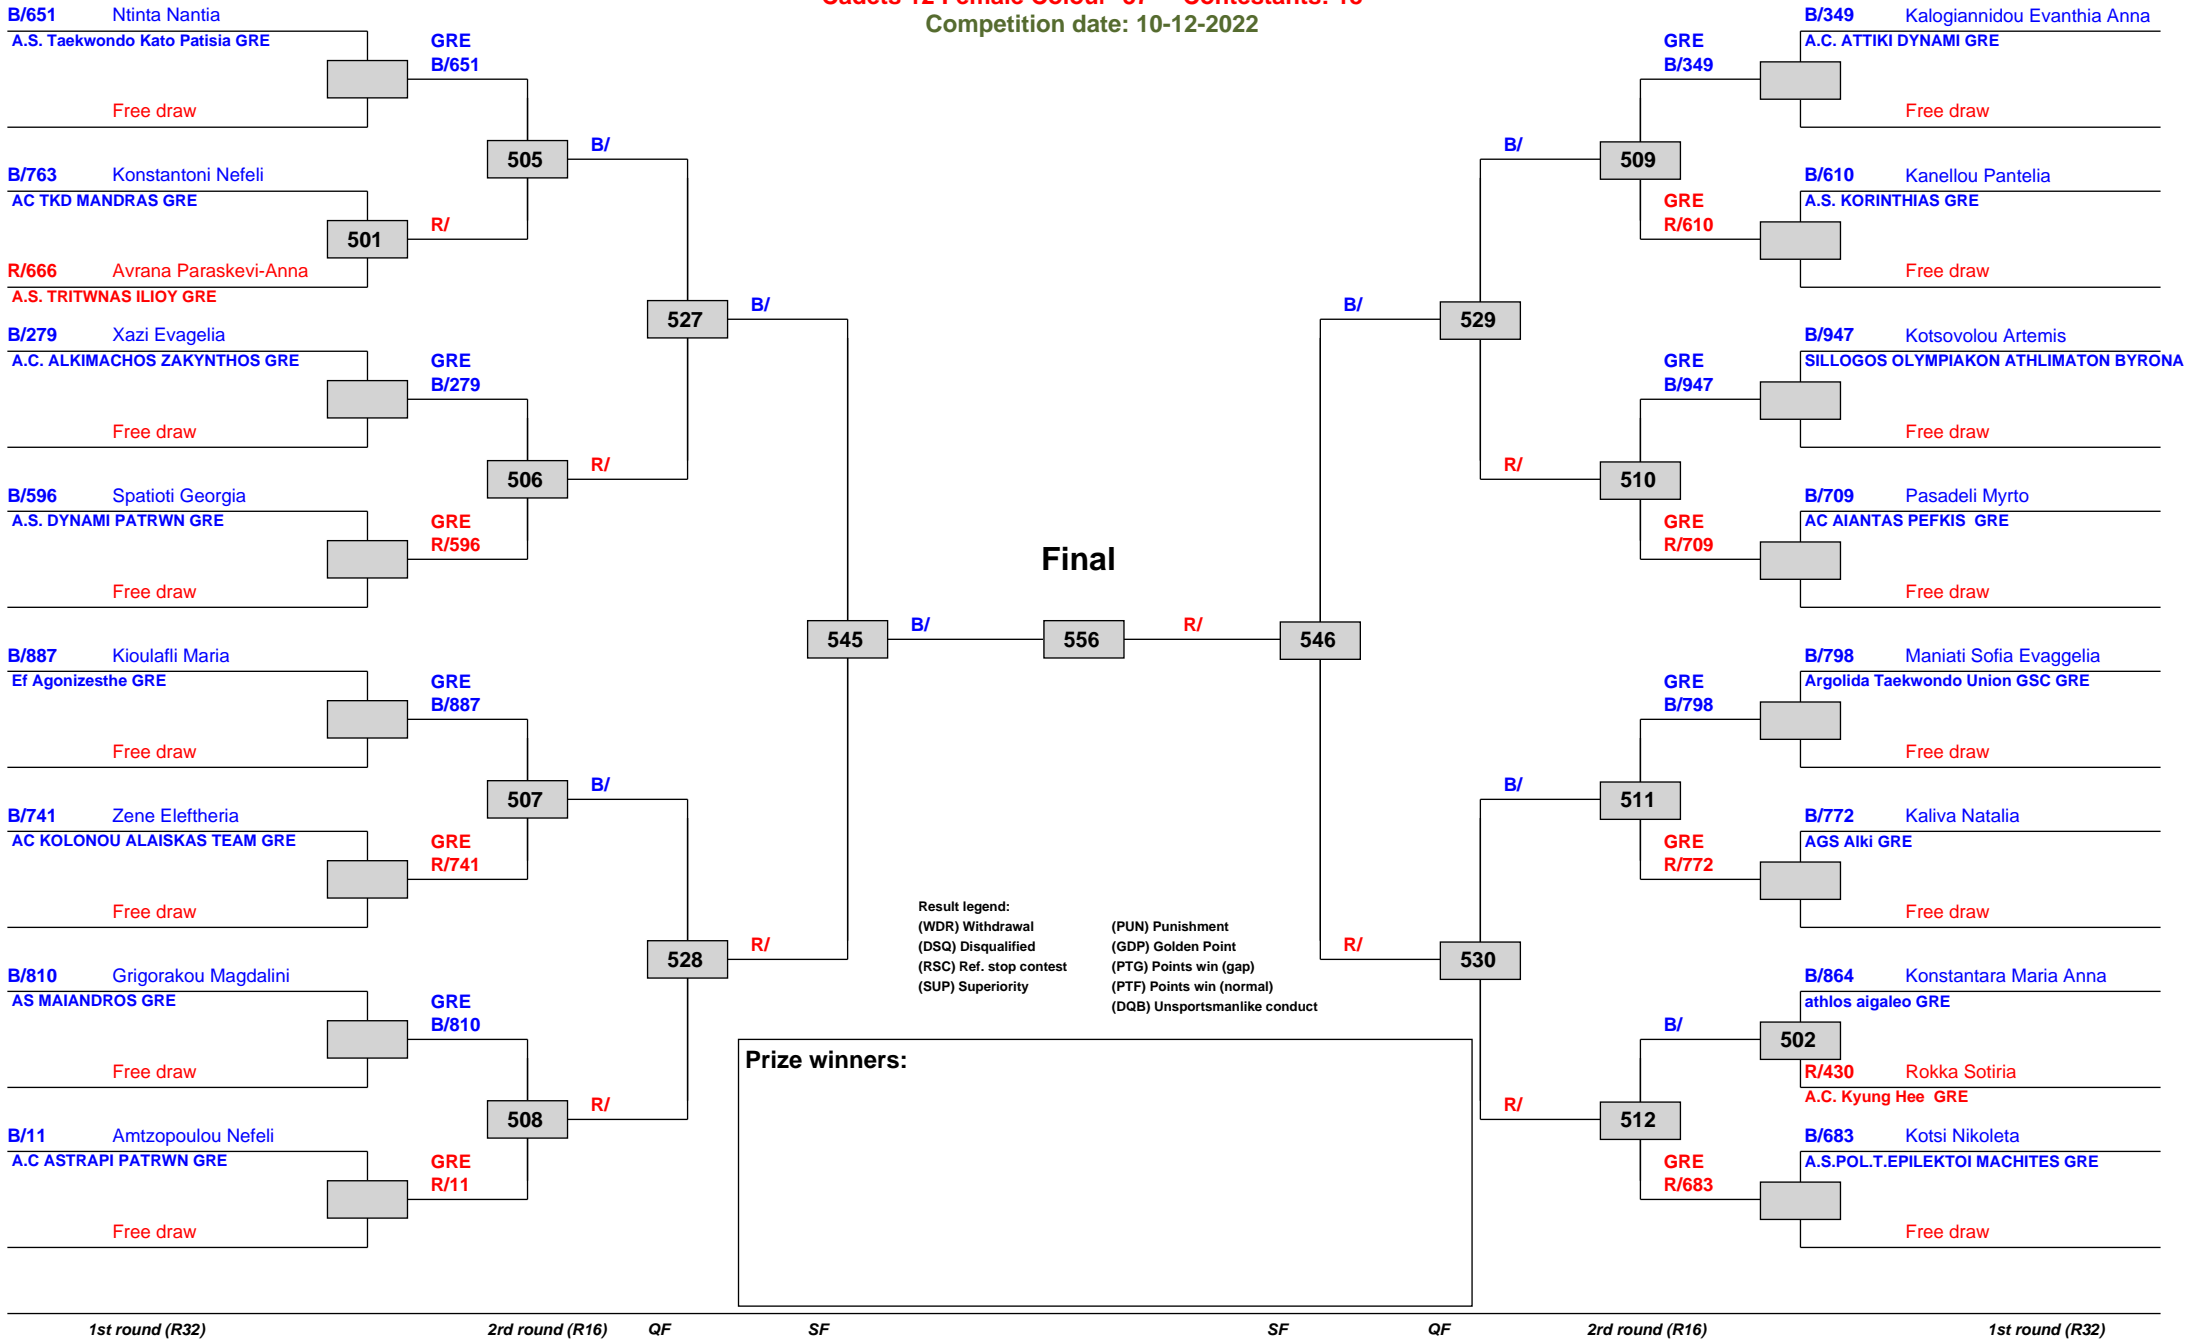 Competition date: 10-12-2022
B/651 Ntinta Nantia
A.S. Taekwondo Kato Patisia GRE
Free draw
B/763 Konstantoni Nefeli
AC TKD MANDRAS GRE
501
R/666 Avrana Paraskevi-Anna
A.S. TRITWNAS ILIOY GRE
B/279 Xazi Evagelia
A.C. ALKIMACHOS ZAKYNTHOS GRE
Free draw
B/596 Spatioti Georgia
A.S. DYNAMI PATRWN GRE
Free draw
B/887 Kioulafli Maria
Ef Agonizesthe GRE
Free draw
B/741 Zene Eleftheria
AC KOLONOU ALAISKAS TEAM GRE
Free draw
B/810 Grigorakou Magdalini
AS MAIANDROS GRE
Free draw
B/11 Amtzopoulou Nefeli
A.C ASTRAPI PATRWN GRE
Free draw
GRE
B/651
505
R/
GRE
B/279
506
GRE
R/596
GRE
B/887
507
GRE
R/741
GRE
B/810
508
GRE
R/11
B/
527
R/
B/
528
R/
B/
545
R/
Final
B/
556
R/
546
B/
R/
529
B/
R/
530
B/
R/
GRE
B/349
509
GRE
R/610
GRE
B/947
510
GRE
R/709
GRE
B/798
511
GRE
R/772
B/
512
GRE
R/683
B/349 Kalogiannidou Evanthia Anna
A.C. ATTIKI DYNAMI GRE
Free draw
B/610 Kanellou Pantelia
A.S. KORINTHIAS GRE
Free draw
B/947 Kotsovolou Artemis
SILLOGOS OLYMPIAKON ATHLIMATON BYRONA
Free draw
B/709 Pasadeli Myrto
AC AIANTAS PEFKIS GRE
Free draw
B/798 Maniati Sofia Evaggelia
Argolida Taekwondo Union GSC GRE
Free draw
B/772 Kaliva Natalia
AGS Alki GRE
Free draw
B/864 Konstantara Maria Anna
athlos aigaleo GRE
502
R/430 Rokka Sotiria
A.C. Kyung Hee GRE
B/683 Kotsi Nikoleta
A.S.POL.T.EPILEKTOI MACHITES GRE
Free draw
Result legend:
(WDR) Withdrawal (PUN) Punishment
(DSQ) Disqualified (GDP) Golden Point
(RSC) Ref. stop contest (PTG) Points win (gap)
(SUP) Superiority (PTF) Points win (normal)
(DQB) Unsportsmanlike conduct
Prize winners:
1st round (R32) 2rd round (R16) QF SF SF QF 2rd round (R16) 1st round (R32)